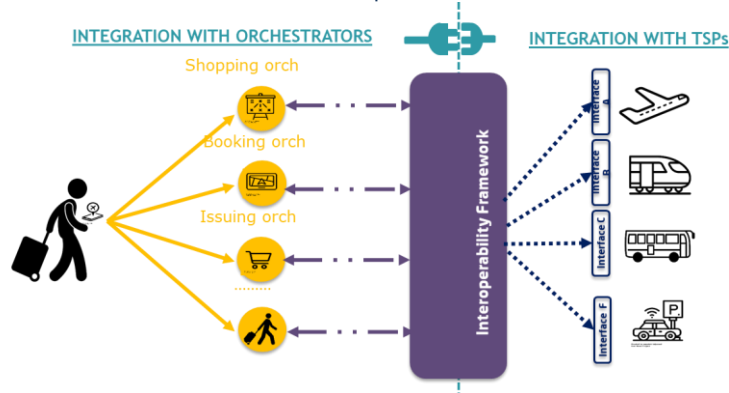 INTEGRATION WITH ORCHESTRATORS
INTEGRATION WITH TSPs
Shopping orch
Booking orch
Issuing orch
Interoperability Framework
Interface A
Interface B
Interface C
Interface F
P